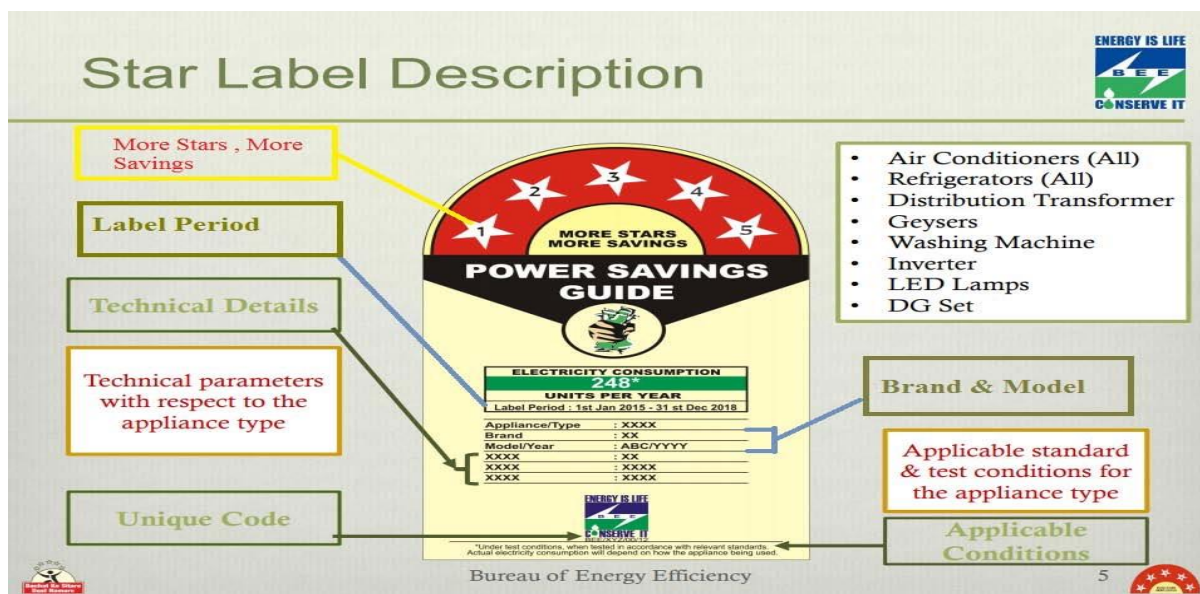 Star Label Description
ENERGY IS LIFE
BEE
CONSERVE IT
More Stars , More
Savings
Label Period
Technical Details
Technical parameters
with respect to the
appliance type
Unique Code
1
2
3
4
5
MORE STARS
MORE SAVINGS
POWER SAVINGS
GUIDE
ELECTRICITY CONSUMPTION
248*
UNITS PER YEAR
Label Period : 1st Jan 2015 - 31 st Dec 2018
Appliance/Type : XXXX
Brand : XX
Model/Year : ABC/YYYY
XXXX : XX
XXXX : XXXX
XXXX : XXXX
ENERGY IS LIFE
BEE
CONSERVE IT
*Under test conditions, when tested in accordance with relevant standards.
Actual electricity consumption will depend on how the appliance being used.
• Air Conditioners (All)
• Refrigerators (All)
• Distribution Transformer
• Geysers
• Washing Machine
• Inverter
• LED Lamps
• DG Set
Brand & Model
Applicable standard
& test conditions for
the appliance type
Applicable
Conditions
Bureau of Energy Efficiency
5